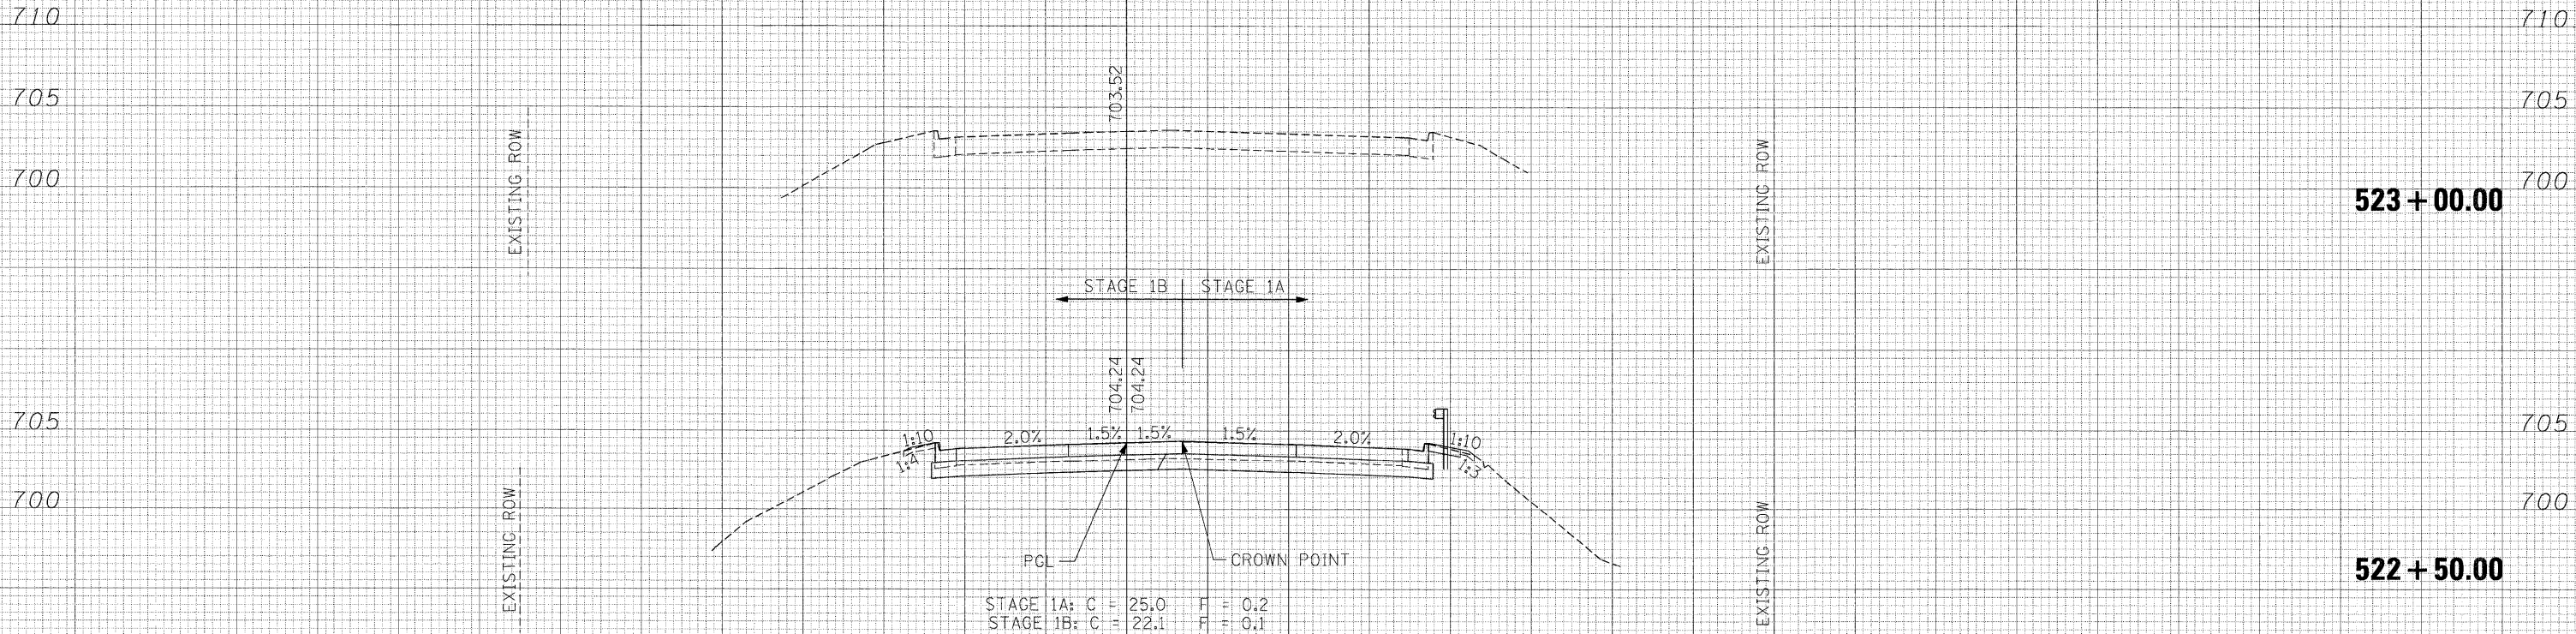 710 710
703.52
705 705
EXISTING ROW EXISTING ROW
700 700
523 + 00.00
STAGE 1B STAGE 1A
704.24
704.24
705 705
1:10 2.0% 1.5% 1.5% 1.5% 2.0% 1:10
1:4 1:3
700 700
EXISTING ROW EXISTING ROW
PGL CROWN POINT
522 + 50.00
STAGE 1A: C = 25.0 F = 0.2
STAGE 1B: C = 22.1 F = 0.1